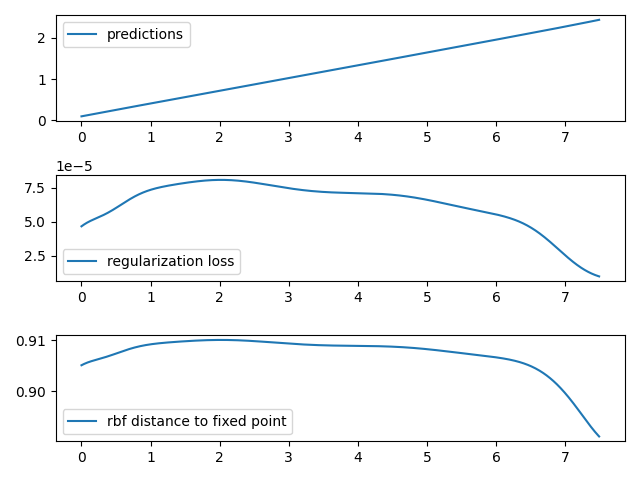 predictions
2
1
0
0 1 2 3 4 5 6 7
1e−5
7.5
5.0
2.5
regularization loss
0 1 2 3 4 5 6 7
0.91
0.90
rbf distance to fixed point
0 1 2 3 4 5 6 7